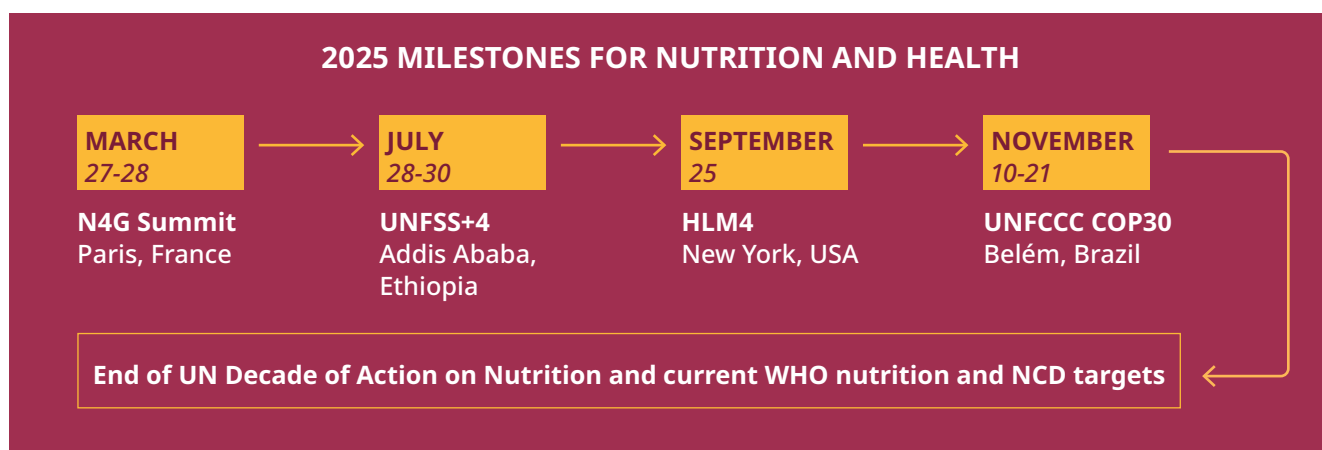 2025 MILESTONES FOR NUTRITION AND HEALTH
MARCH
27-28
N4G Summit
Paris, France
JULY
28-30
UNFSS+4
Addis Ababa,
Ethiopia
SEPTEMBER
25
HLM4
New York, USA
NOVEMBER
10-21
UNFCCC COP30
Belém, Brazil
End of UN Decade of Action on Nutrition and current WHO nutrition and NCD targets